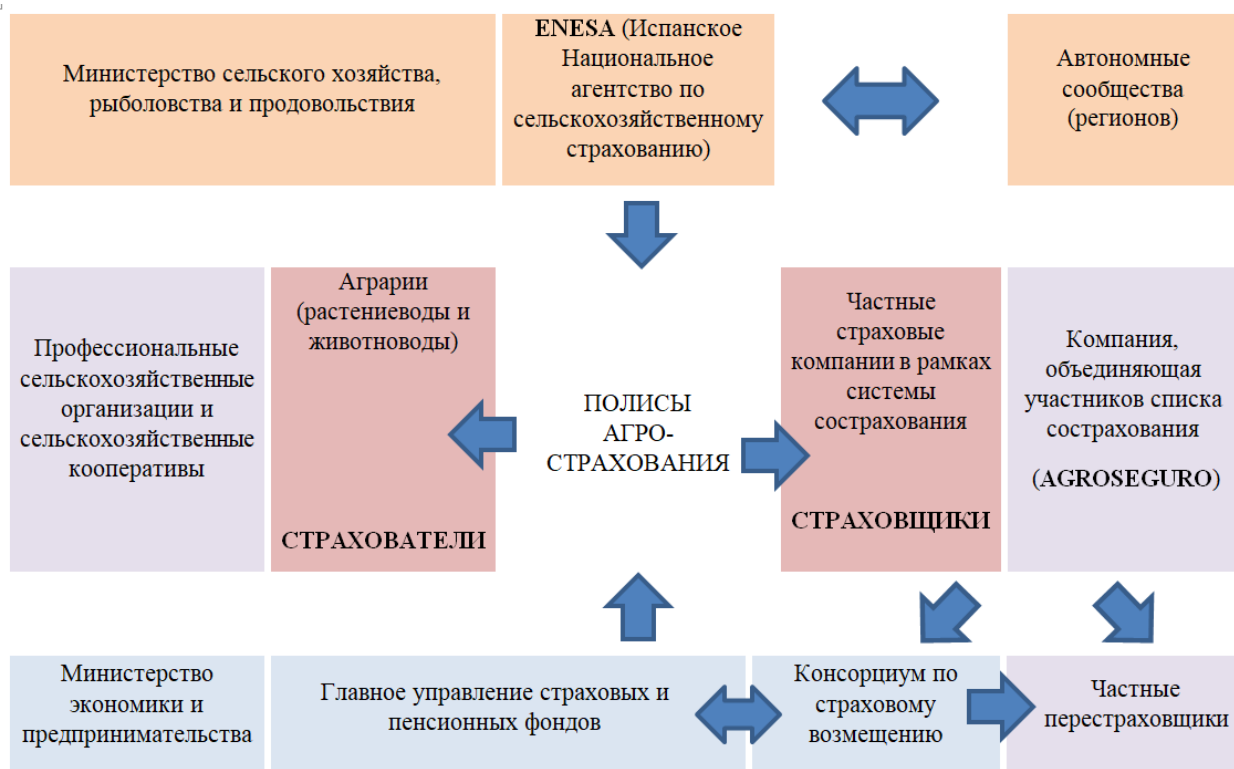 Министерство сельского хозяйства,
рыболовства и продовольствия
ENESA (Испанское
Национальное
агентство по
сельскохозяйственному
страхованию)
Автономные
сообщества
(регионов)
Профессиональные
сельскохозяйственные
организации и
сельскохозяйственные
кооперативы
Аграрии
(растениеводы и
животноводы)
СТРАХОВАТЕЛИ
ПОЛИСЫ
АГРО-
СТРАХОВАНИЯ
Частные
страховые
компании в рамках
системы
сострахования
СТРАХОВЩИКИ
Компания,
объединяющая
участников списка
сострахования
(AGROSEGURO)
Министерство
экономики и
предпринимательства
Главное управление страховых и
пенсионных фондов
Консорциум по
страховому
возмещению
Частные
перестраховщики